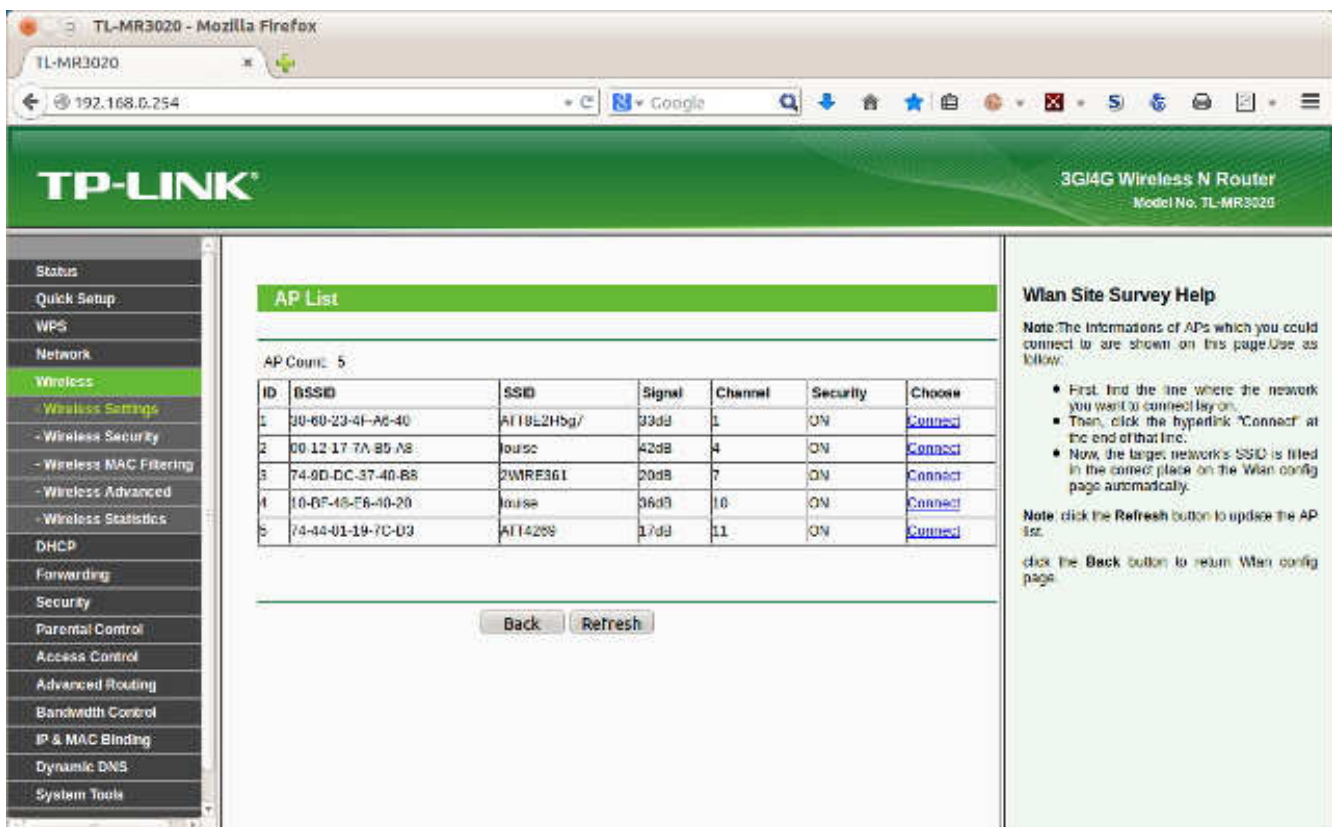 TL-MR3020 - Mozilla Firefox
TL-MR3020
192.168.0.254
Google
TP-LINK®
3G/4G Wireless N Router
Model No. TL-MR3020
Status
Quick Setup
WPS
Network
Wireless
- Wireless Settings
- Wireless Security
- Wireless MAC Filtering
- Wireless Advanced
- Wireless Statistics
DHCP
Forwarding
Security
Parental Control
Access Control
Advanced Routing
Bandwidth Control
IP & MAC Binding
Dynamic DNS
System Tools
AP List
AP Count: 5
ID BSSID SSID Signal Channel Security Choose
1 33dB 1 ON Connect
2 00-12-17-7A-B5-A8 louise 42dB 4 ON Connect
3 74-9D-DC-37-40-B8 2WIRE361 20dB 7 ON Connect
4 10-BF-48-E6-40-20 louise 36dB 10 ON Connect
5 74-44-01-19-7C-D3 ATT4269 17dB 11 ON Connect
Back Refresh
Wlan Site Survey Help
Note:The informations of APs which you could
connect to are shown on this page.Use as
follow:
First, find the line where the network
you want to connect lay on.
Then, click the hyperlink "Connect" at
the end of that line.
Now, the target network's SSID is filled
in the correct place on the Wlan config
page automatically.
Note: click the Refresh button to update the AP
list.
click the Back button to return Wlan config
page.